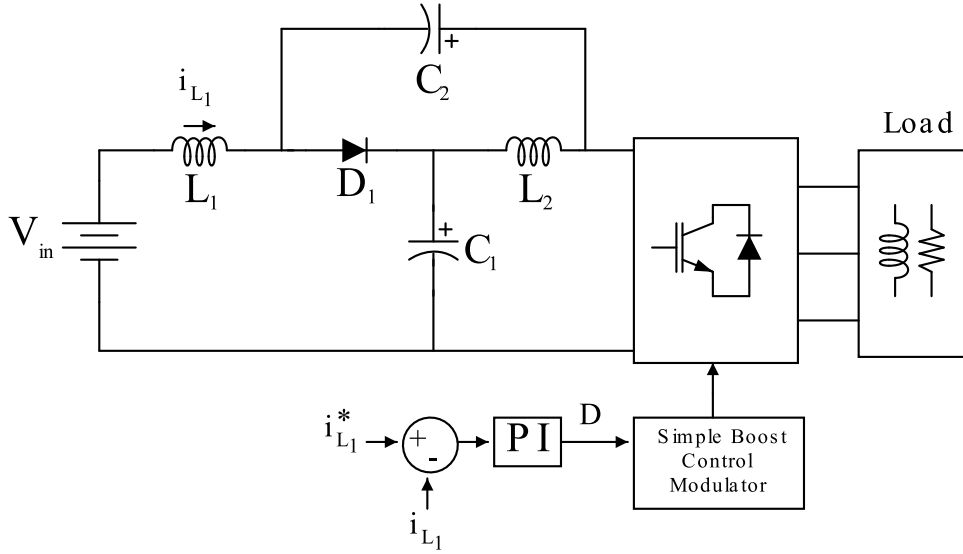 +
C2
iL1
Load
L1
D1
L2
Vin
+
C1
i*L1
+
-
PI
D
Simple Boost
Control
Modulator
iL1